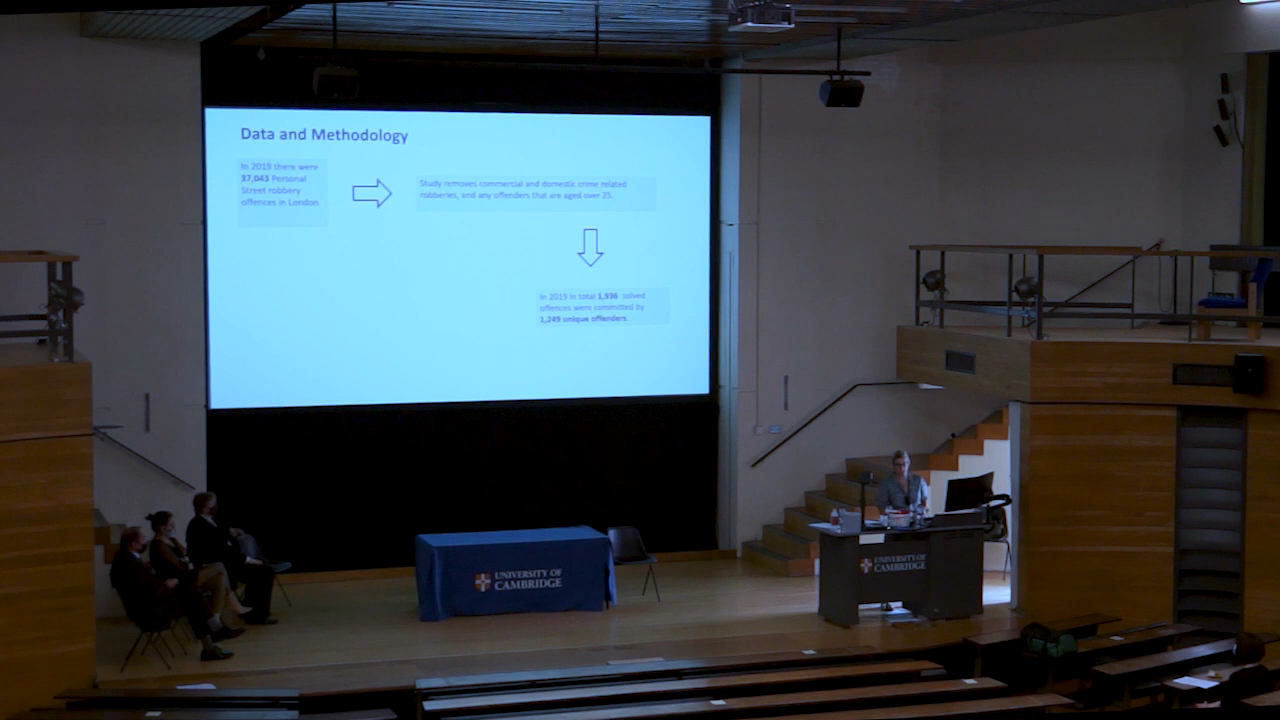 Data and Methodology
In 2019 there were
37,043 Personal
Street robbery
offences in London
Study removes commercial and domestic crime related
robberies, and any offenders that are aged over 25.
In 2019 in total 1,936 solved
offences were committed by
1,249 unique offenders.
UNIVERSITY OF
CAMBRIDGE
UNIVERSITY OF
CAMBRIDGE